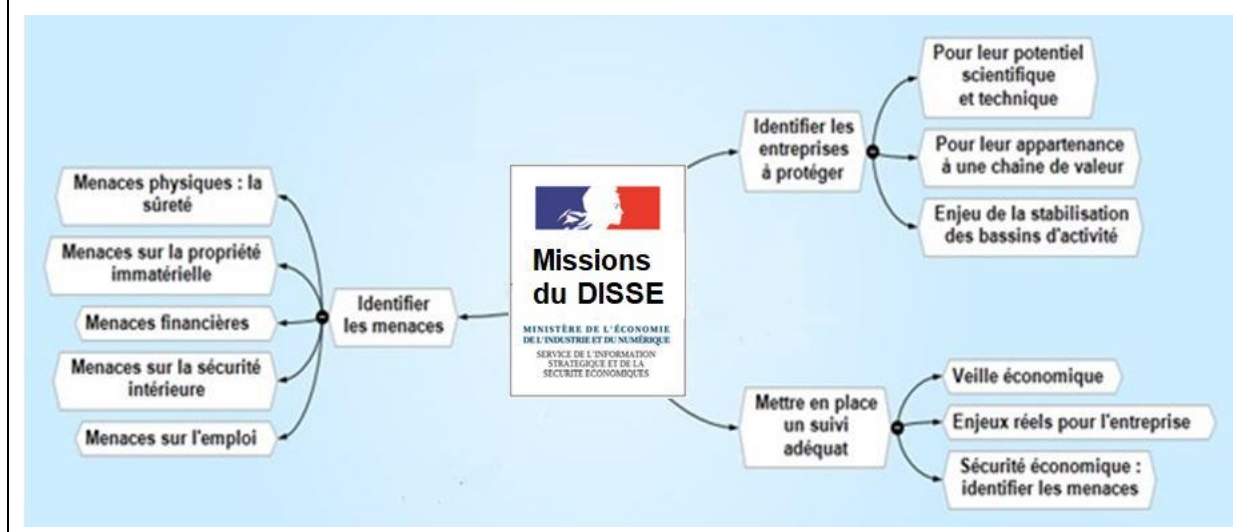 Missions
du DISSE
MINISTÈRE DE L'ÉCONOMIE
DE L'INDUSTRIE ET DU NUMÉRIQUE
SERVICE DE L'INFORMATION
STRATEGIQUE ET DE LA
SECURITE ECONOMIQUES
Identifier les
entreprises
à protéger
Pour leur potentiel
scientifique
et technique
Pour leur appartenance
à une chaine de valeur
Enjeu de la stabilisation
des bassins d'activité
Mettre en place
un suivi
adéquat
Veille économique
Enjeux réels pour l'entreprise
Sécurité économique :
identifier les menaces
Identifier
les menaces
Menaces physiques : la
sûreté
Menaces sur la propriété
immatérielle
Menaces financières
Menaces sur la sécurité
intérieure
Menaces sur l'emploi